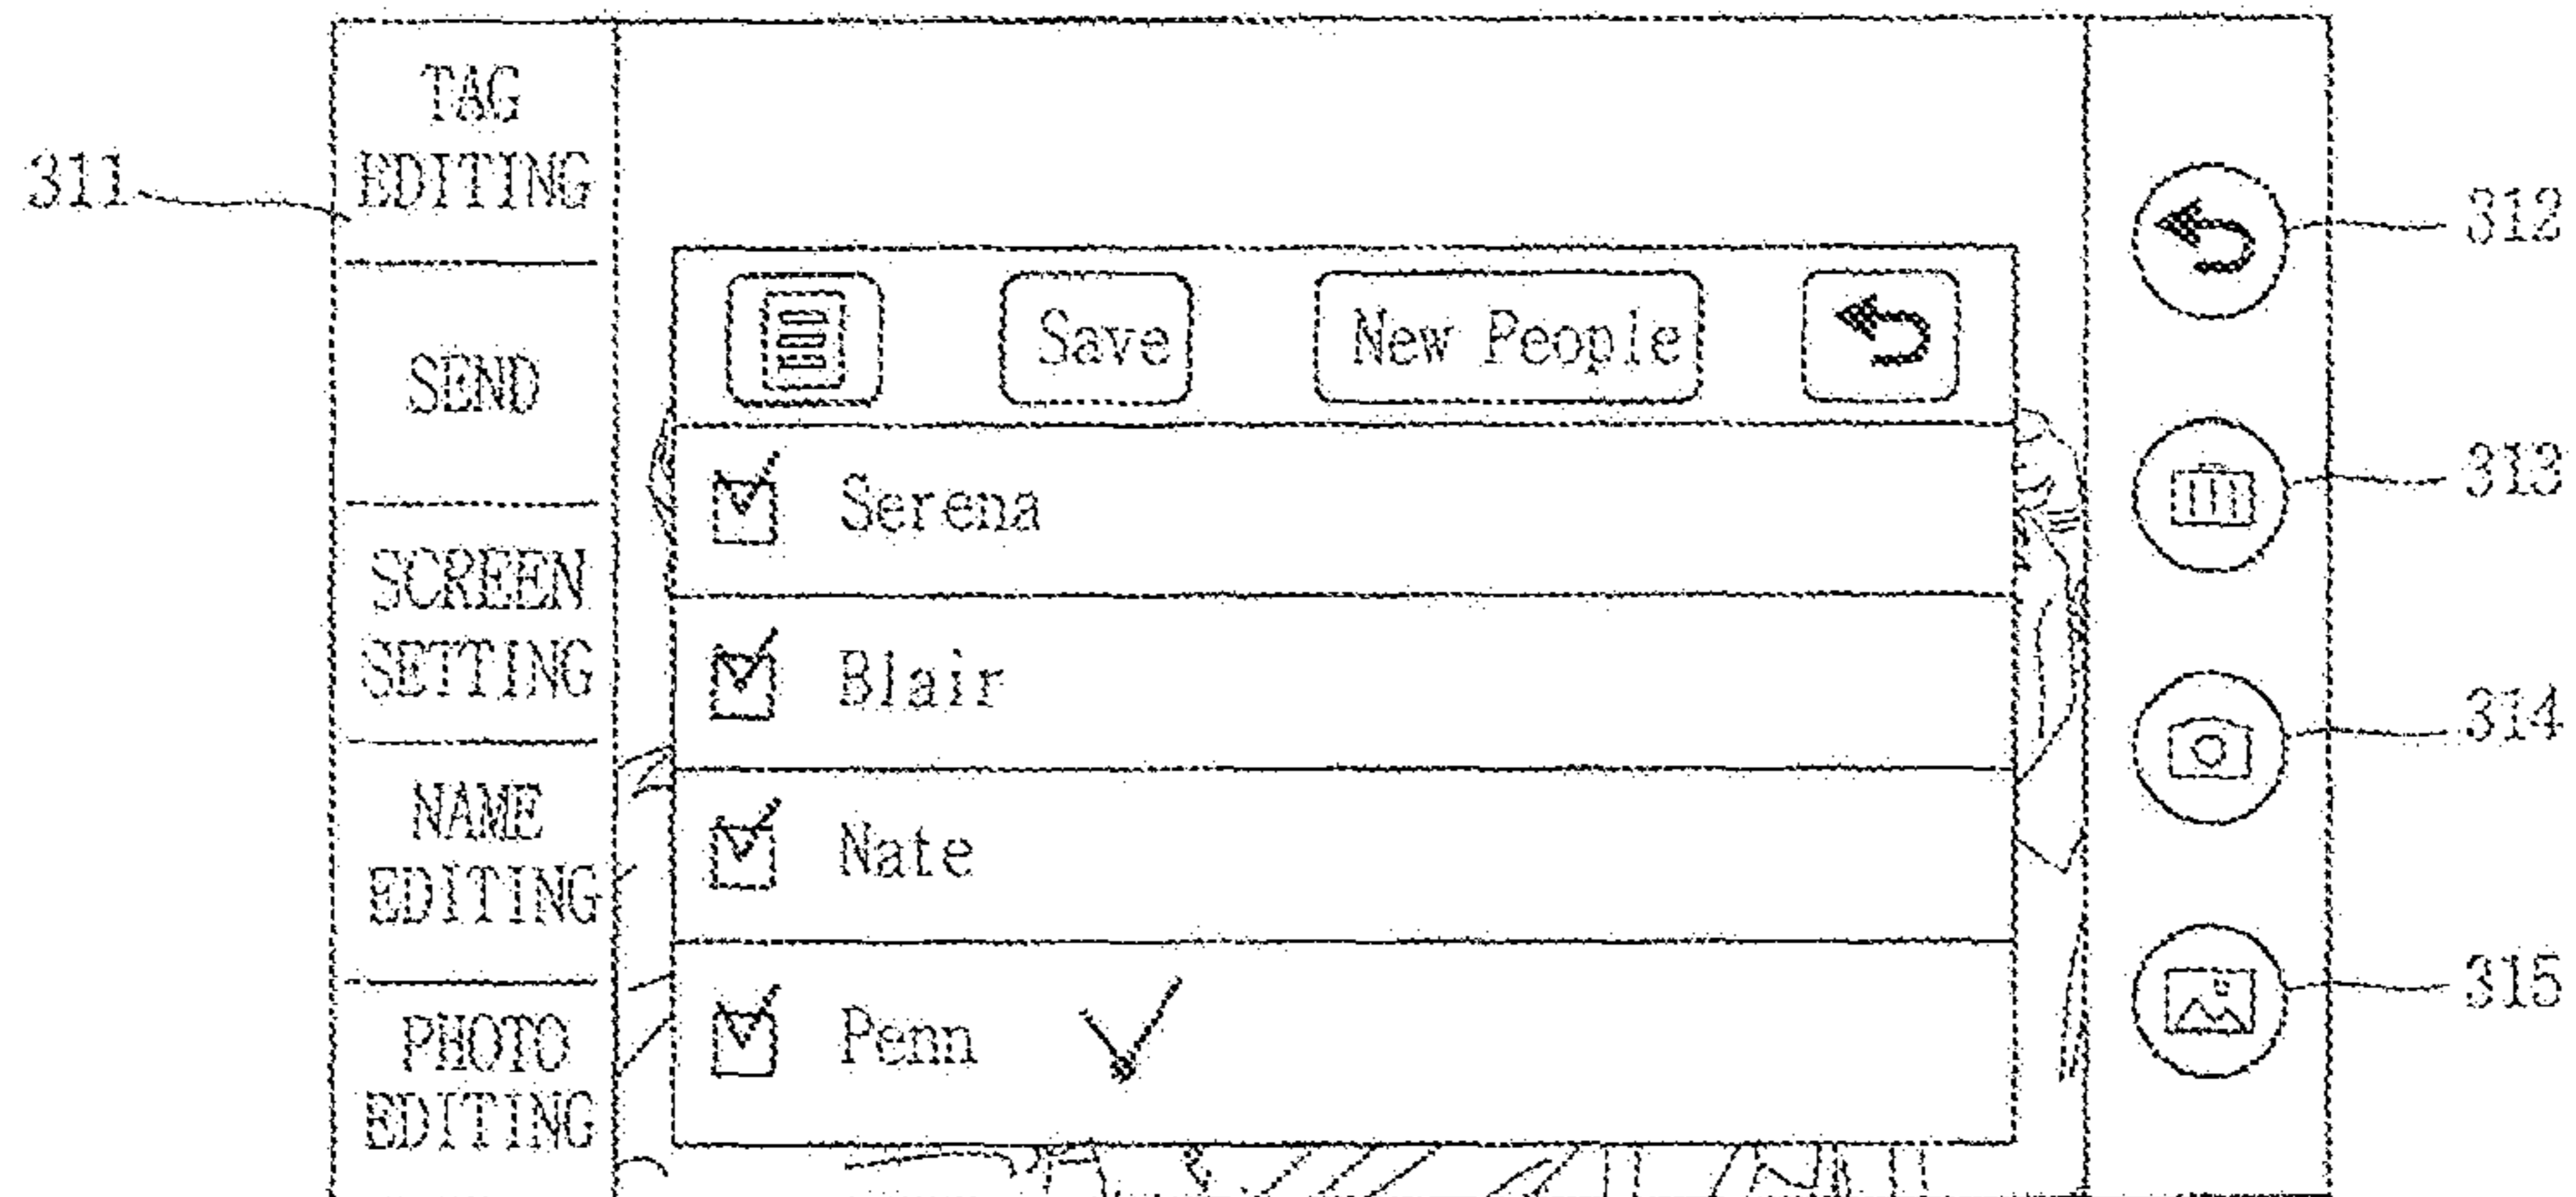 TAG
EDITING
311
SEND
SCREEN
SETTING
NAME
EDITING
PHOTO
EDITING
Save
New People
Serena
Blair
Nate
Penn
312
313
314
315